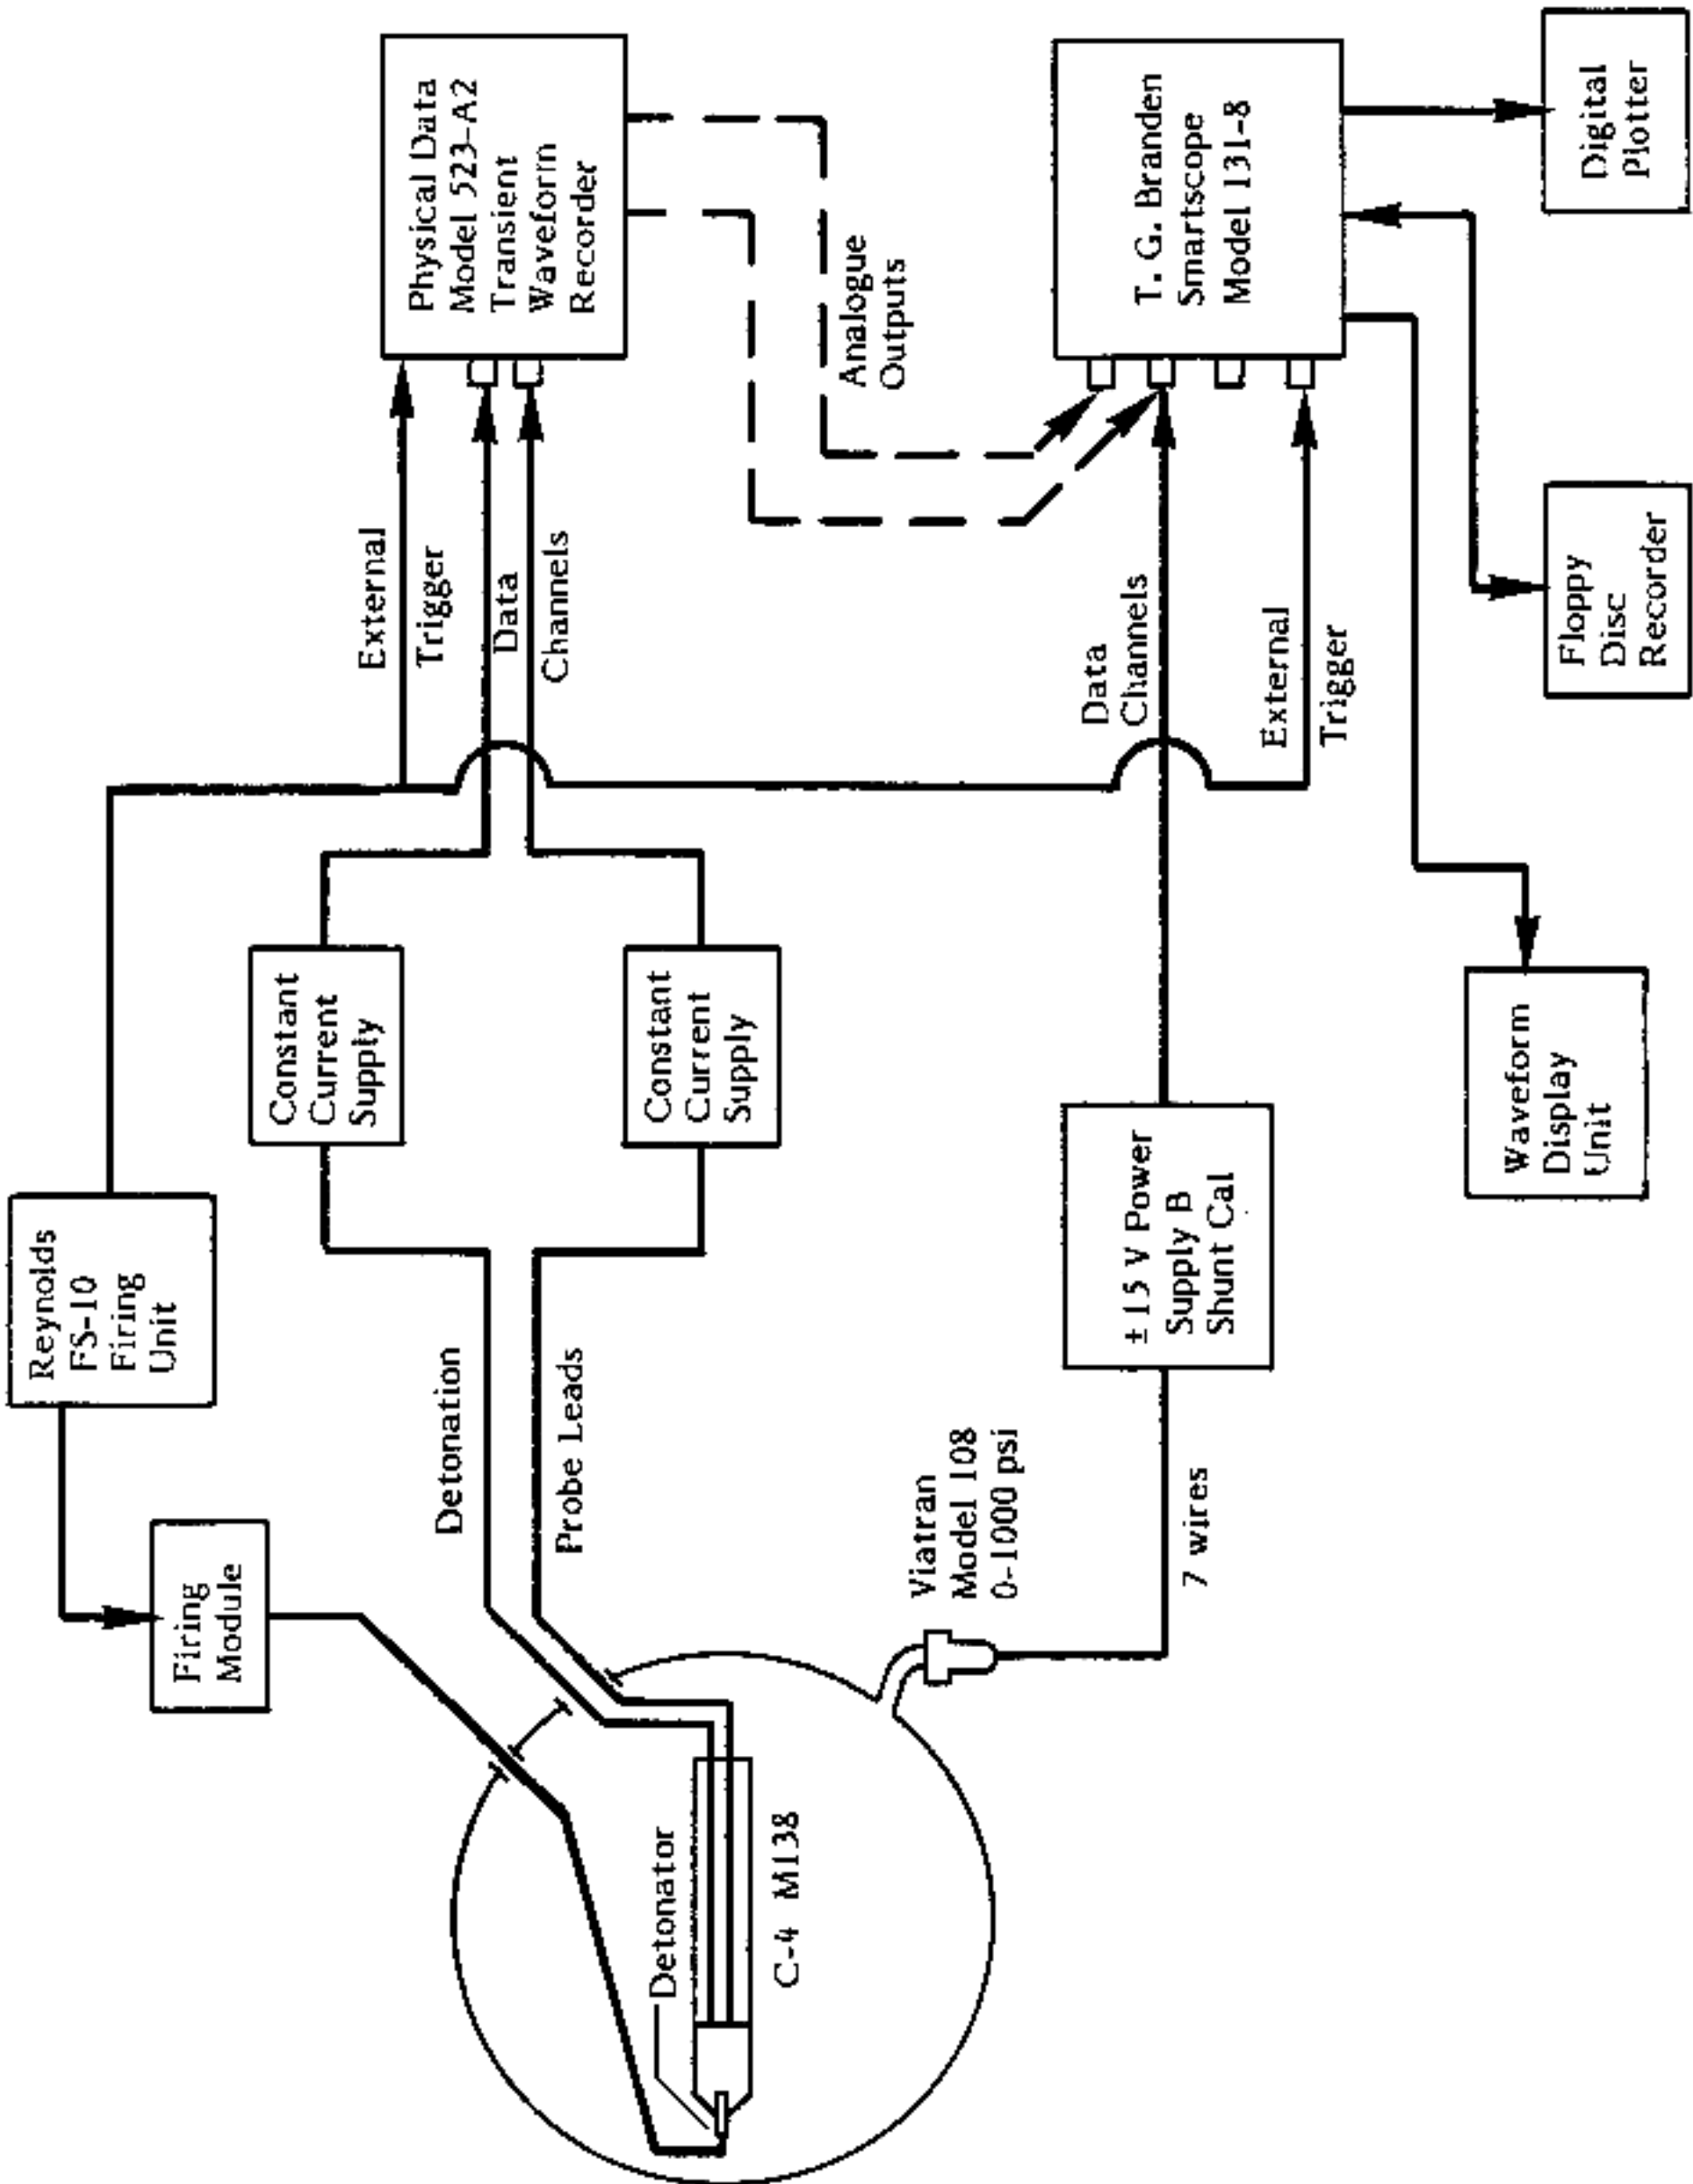 Reynolds
FS-10
Firing
Unit
Firing
Module
Constant
Current
Supply
Constant
Current
Supply
Physical Data
Model 523-A2
Transient
Waveform
Recorder
External
Trigger
Data
Channels
Analogue
Outputs
Detonation
Probe Leads
Detonator
C-4 M138
Viatran
Model 108
0-1000 psi
7 wires
± 15 V Power
Supply B
Shunt Cal
Data
Channels
External
Trigger
T. G. Branden
Smartscope
Model 131-8
Waveform
Display
Unit
Floppy
Disc
Recorder
Digital
Plotter